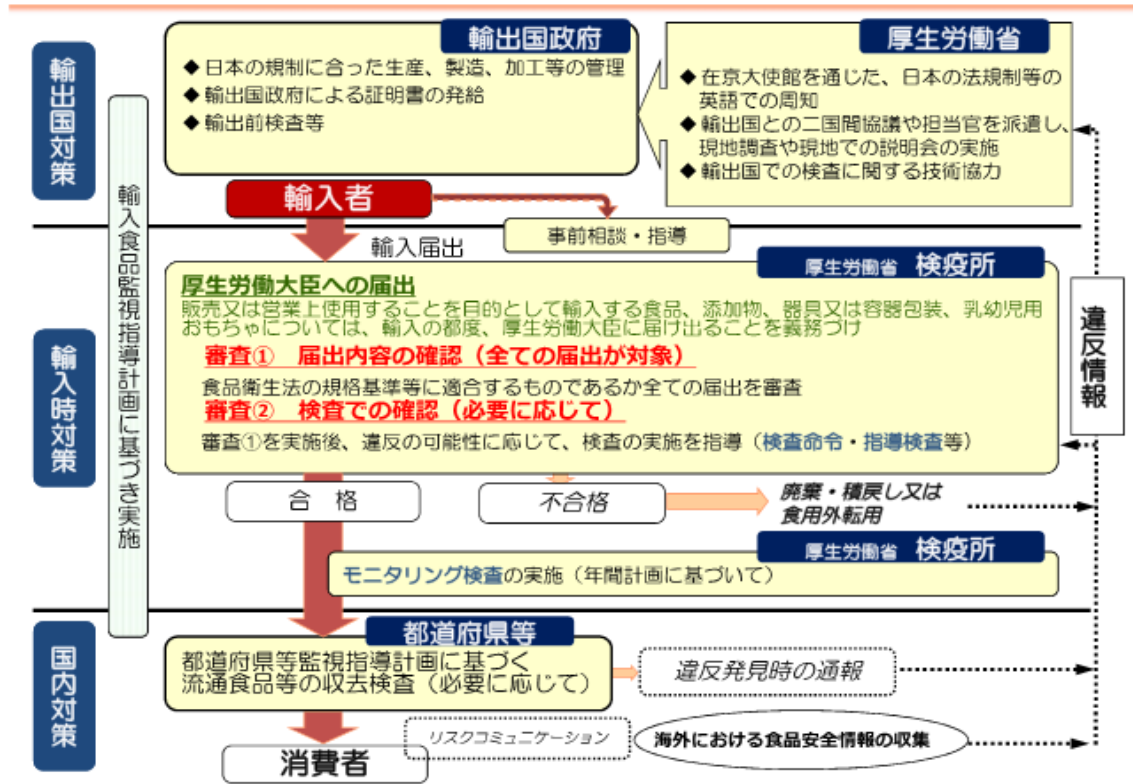 輸出国対策
輸出国政府
◆ 日本の規制に合った生産、製造、加工等の管理
◆ 輸出国政府による証明書の発給
◆ 輸出前検査等
厚生労働省
◆ 在京大使館を通じた、日本の法規制等の
英語での周知
◆ 輸出国との二国間協議や担当官を派遣し、
現地調査や現地での説明会の実施
◆ 輸出国での検査に関する技術協力
輸入食品監視指導計画に基づき実施
輸入者
事前相談・指導
輸入届出
輸入時対策
厚生労働省 検疫所
厚生労働大臣への届出
販売又は営業上使用することを目的として輸入する食品、添加物、器具又は容器包装、乳幼児用
おもちゃについては、輸入の都度、厚生労働大臣に届け出ることを義務づけ
審査① 届出内容の確認（全ての届出が対象）
食品衛生法の規格基準等に適合するものであるか全ての届出を審査
審査② 検査での確認（必要に応じて）
審査①を実施後、違反の可能性に応じて、検査の実施を指導（検査命令・指導検査等）
違反情報
合 格
不合格
廃棄・積戻し又は
食用外転用
厚生労働省 検疫所
モニタリング検査の実施（年間計画に基づいて）
国内対策
都道府県等
都道府県等監視指導計画に基づく
流通食品等の収去検査（必要に応じて）
違反発見時の通報
リスクコミュニケーション
海外における食品安全情報の収集
消費者